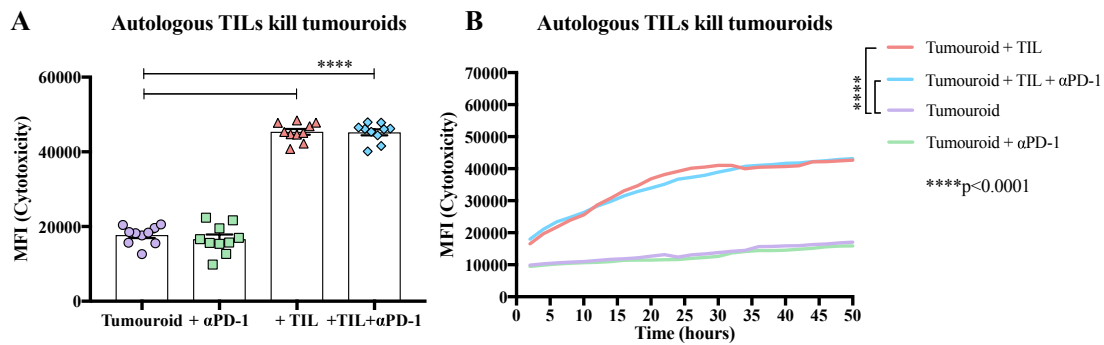 A
Autologous TILs kill tumouroids
****
60000
40000
20000
0
MFI (Cytotoxicity)
Tumouroid + αPD-1 + TIL +TIL+αPD-1
B
Autologous TILs kill tumouroids
70000
60000
50000
40000
30000
20000
10000
0
MFI (Cytotoxicity)
0 5 10 15 20 25 30 35 40 45 50
Time (hours)
****
Tumouroid + TIL
Tumouroid + TIL + αPD-1
Tumouroid
Tumouroid + αPD-1
****p<0.0001